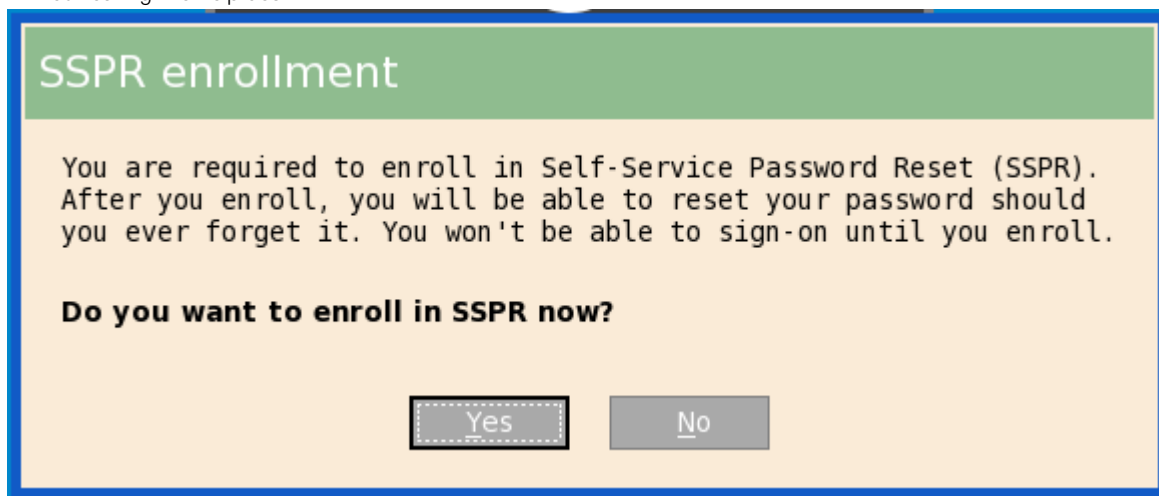 SSPR enrollment
You are required to enroll in Self-Service Password Reset (SSPR).
After you enroll, you will be able to reset your password should
you ever forget it. You won't be able to sign-on until you enroll.
Do you want to enroll in SSPR now?
Yes No